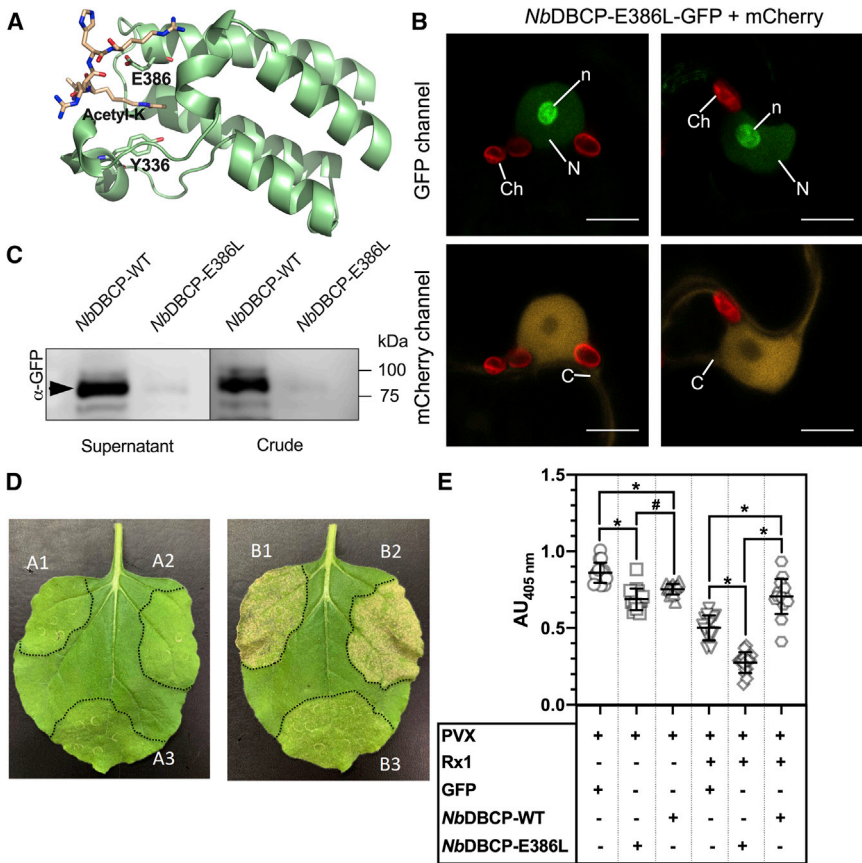 A
E386
Acetyl-K
Y336
B
NbDBCP-E386L-GFP + mCherry
GFP channel
n
Ch
N
Ch
n
N
mCherry channel
C
C
C
NbDBCP-WT
NbDBCP-E386L
NbDBCP-WT
NbDBCP-E386L
kDa
α-GFP
100
75
Supernatant
Crude
D
A1
A2
A3
B1
B2
B3
E
AU405 nm
1.5
1.0
0.5
0.0
*
*
#
*
*
*
PVX + + + + + +
Rx1 - - - + + +
GFP + - - + - -
NbDBCP-WT - - + - - +
NbDBCP-E386L - + - - + -